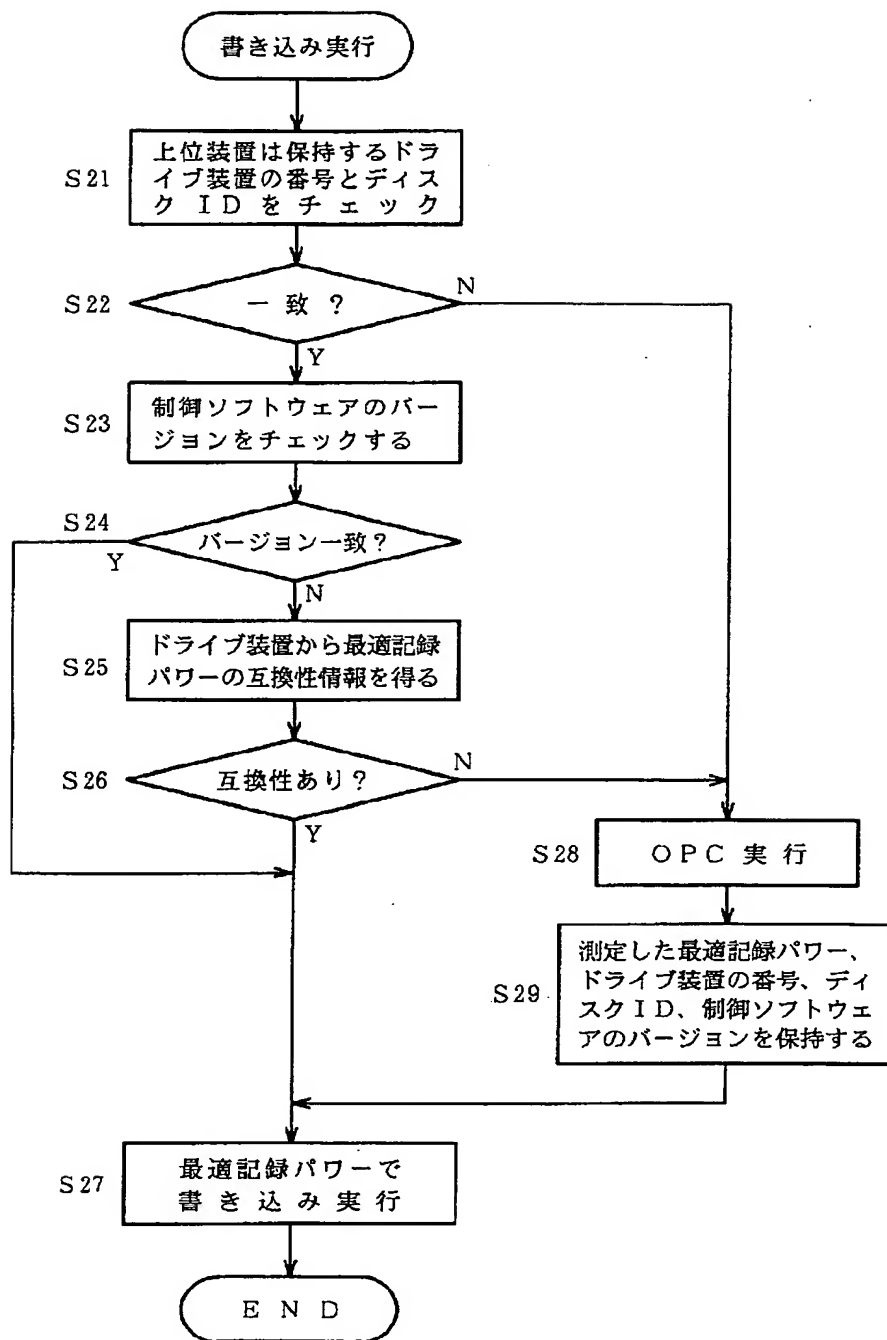 書き込み実行
S21
上位装置は保持するドラ
イブ装置の番号とディス
ク ID をチェック
S22
一致?
N
Y
S23
制御ソフトウェアのバー
ジョンをチェックする
S24
バージョン一致?
Y
N
S25
ドライブ装置から最適記録
パワーの互換性情報を得る
S26
互換性あり?
N
Y
S28
OPC 実行
S29
測定した最適記録パワー、
ドライブ装置の番号、ディ
スクID、制御ソフトウェ
アのバージョンを保持する
S27
最適記録パワーで
書き込み実行
END